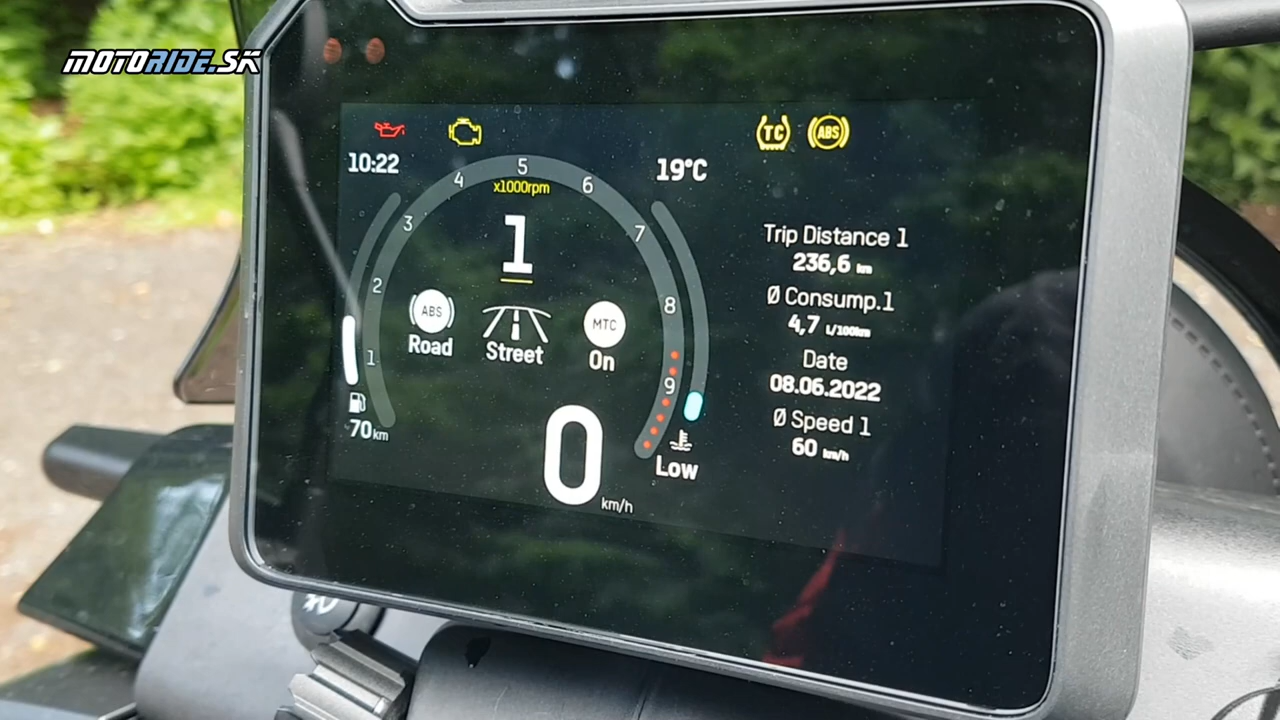 MOTORIDE.SK
TC
ABS
10:22
19°C
1
2
3
4
5
6
7
8
9
x1000rpm
1
ABS
Road
Street
MTC
On
70 km
0 km/h
Low
Trip Distance 1
236,6 km
Ø Consump.1
4,7 L/100km
Date
08.06.2022
Ø Speed 1
60 km/h